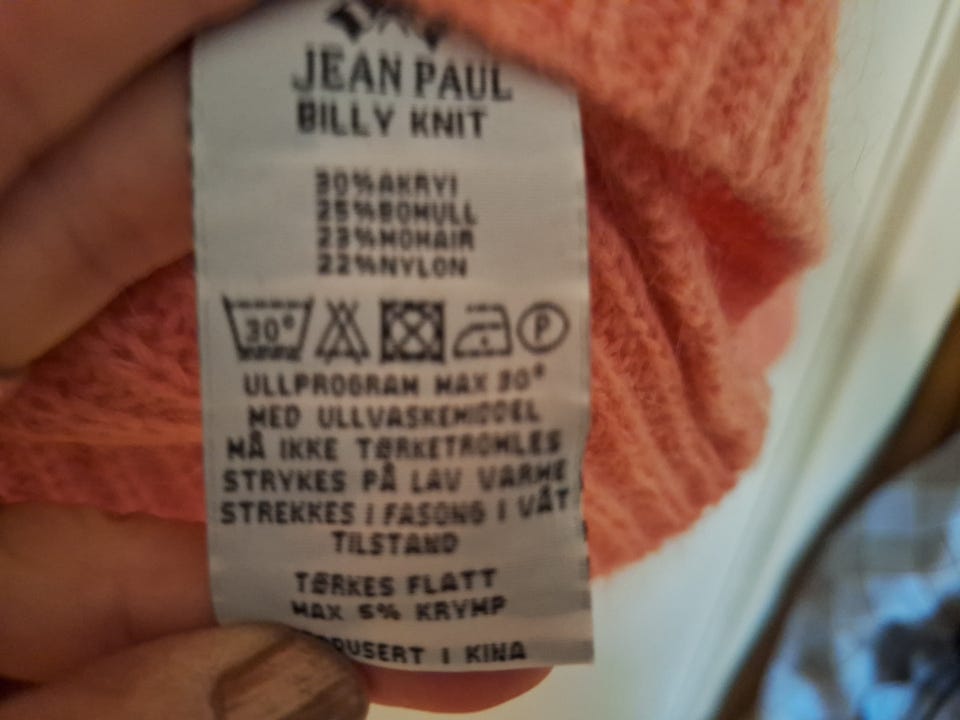 JEAN PAUL
BILLY KNIT
30%AKRYl
25%BOMULL
23%MOHAIR
22%NYLON
30° P
ULLPROGRAM MAX 30°
MED ULLVASKEMIDDEL
MÅ IKKE TØRKETROMLES
STRYKES PÅ LAV VARME
STREKKES I FASONG I VÅT
TILSTAND
TØRKES FLATT
MAX 5% KRYMP
PRODUSERT I KINA